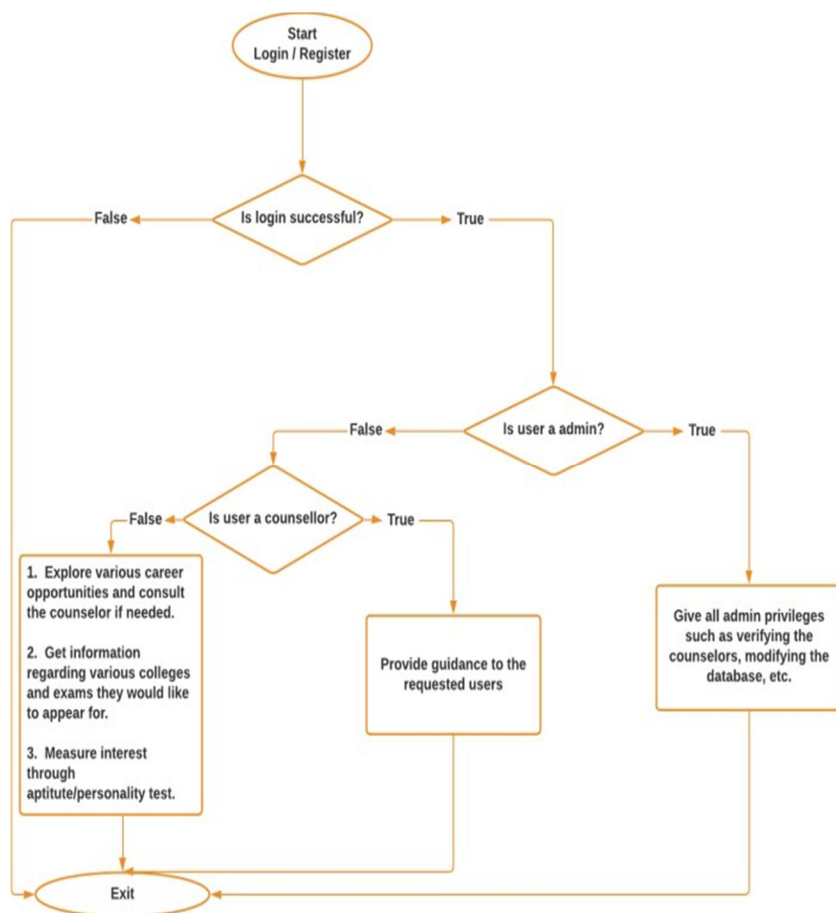 Start
Login / Register
False
Is login successful?
True
False
Is user a admin?
True
False
Is user a counsellor?
True
1. Explore various career
opportunities and consult
the counselor if needed.
2. Get information
regarding various colleges
and exams they would like
to appear for.
3. Measure interest
through
aptitute/personality test.
Provide guidance to the
requested users
Give all admin privileges
such as verifying the
counselors, modifying the
database, etc.
Exit